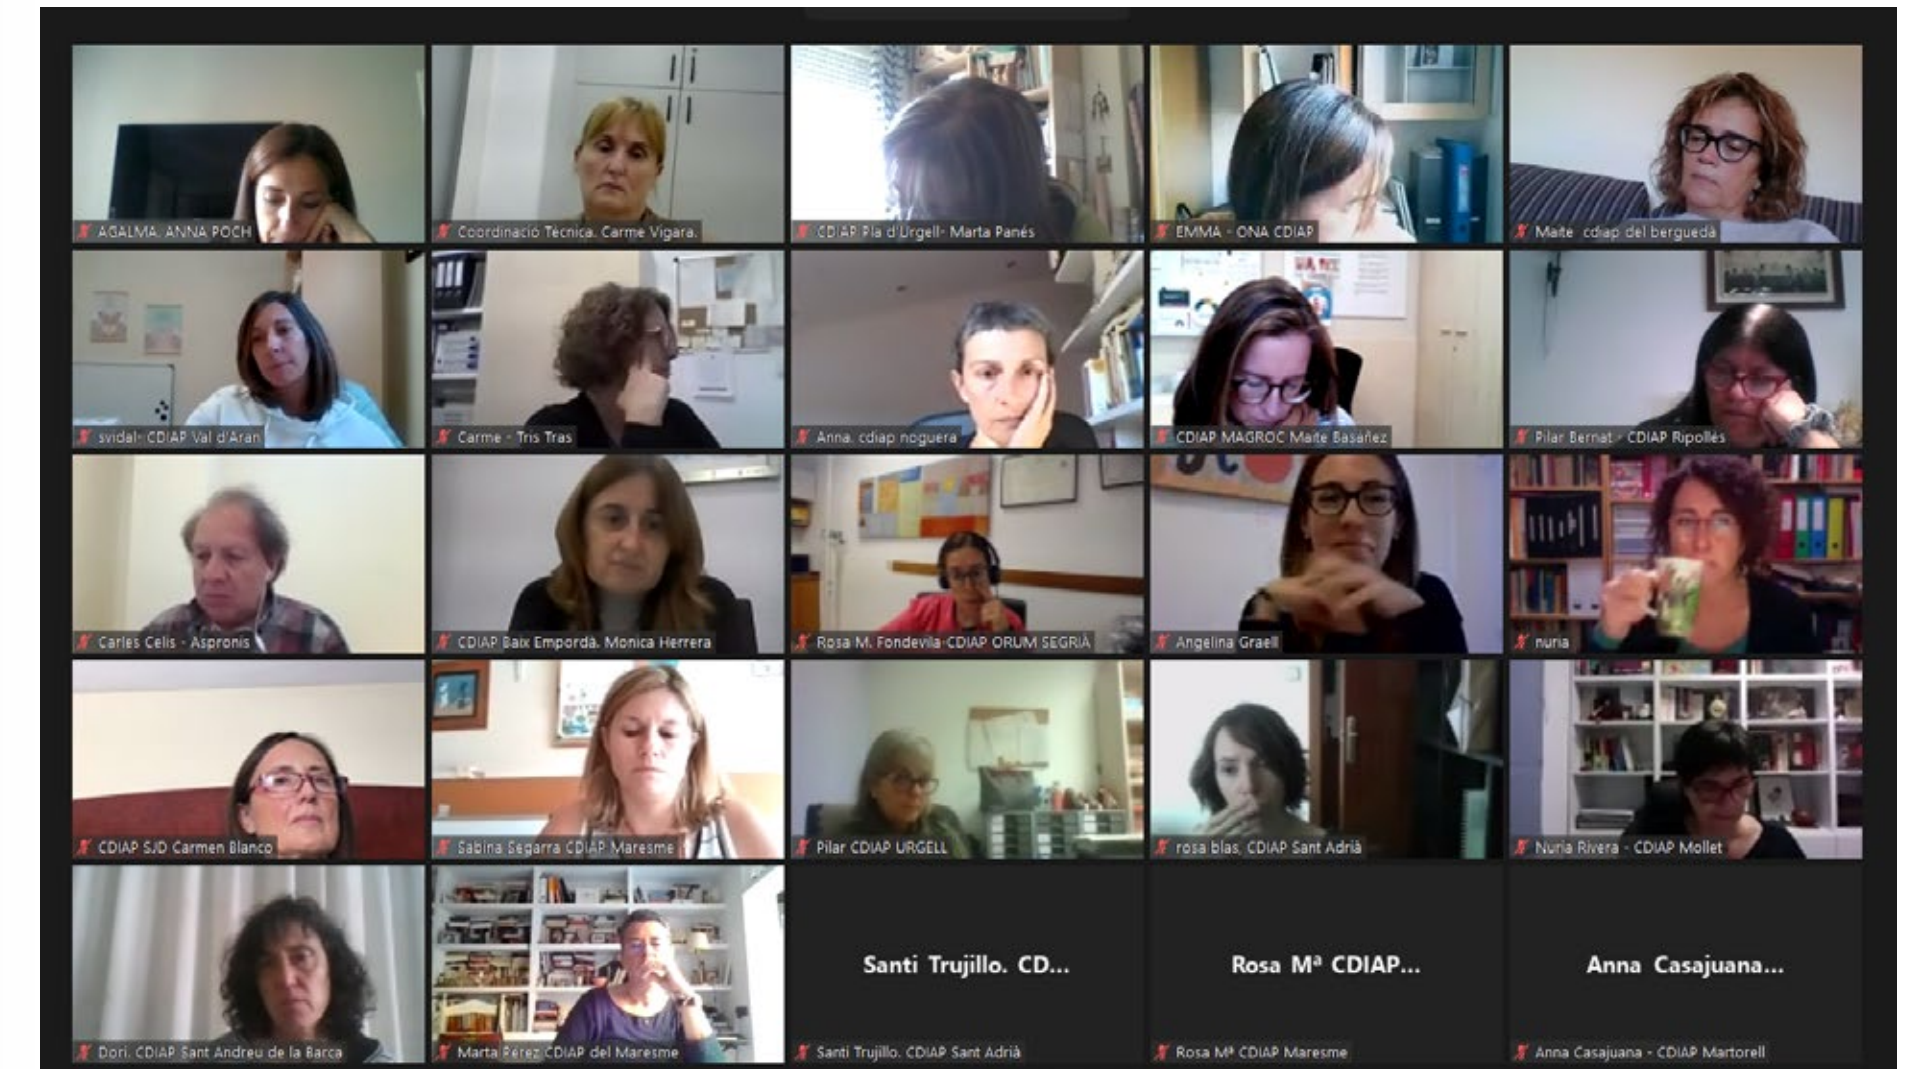 AGALMA. ANNA POCH
Coordinació Tècnica. Carme Vigara.
CDIAP Pla d'Urgell- Marta Panés
EMMA - ONA CDIAP
Maite cdiap del berguedà
svidal- CDIAP Val d'Aran
Carme - Tris Tras
Anna. cdiap noguera
CDIAP MAGROC Maite Basáñez
Pilar Bernat - CDIAP Ripollès
Carles Celis - Aspronis
CDIAP Baix Empordà. Monica Herrera
Rosa M. Fondevila-CDIAP ORUM SEGRIÀ
Angelina Graell
nuria
CDIAP SJD Carmen Blanco
Sabina Segarra CDIAP Maresme
Pilar CDIAP URGELL
rosa blas, CDIAP Sant Adrià
Nuria Rivera - CDIAP Mollet
Dori. CDIAP Sant Andreu de la Barca
Marta Pérez CDIAP del Maresme
Santi Trujillo. CD...
Santi Trujillo. CDIAP Sant Adrià
Rosa Mª CDIAP...
Rosa Mª CDIAP Maresme
Anna Casajuana...
Anna Casajuana - CDIAP Martorell